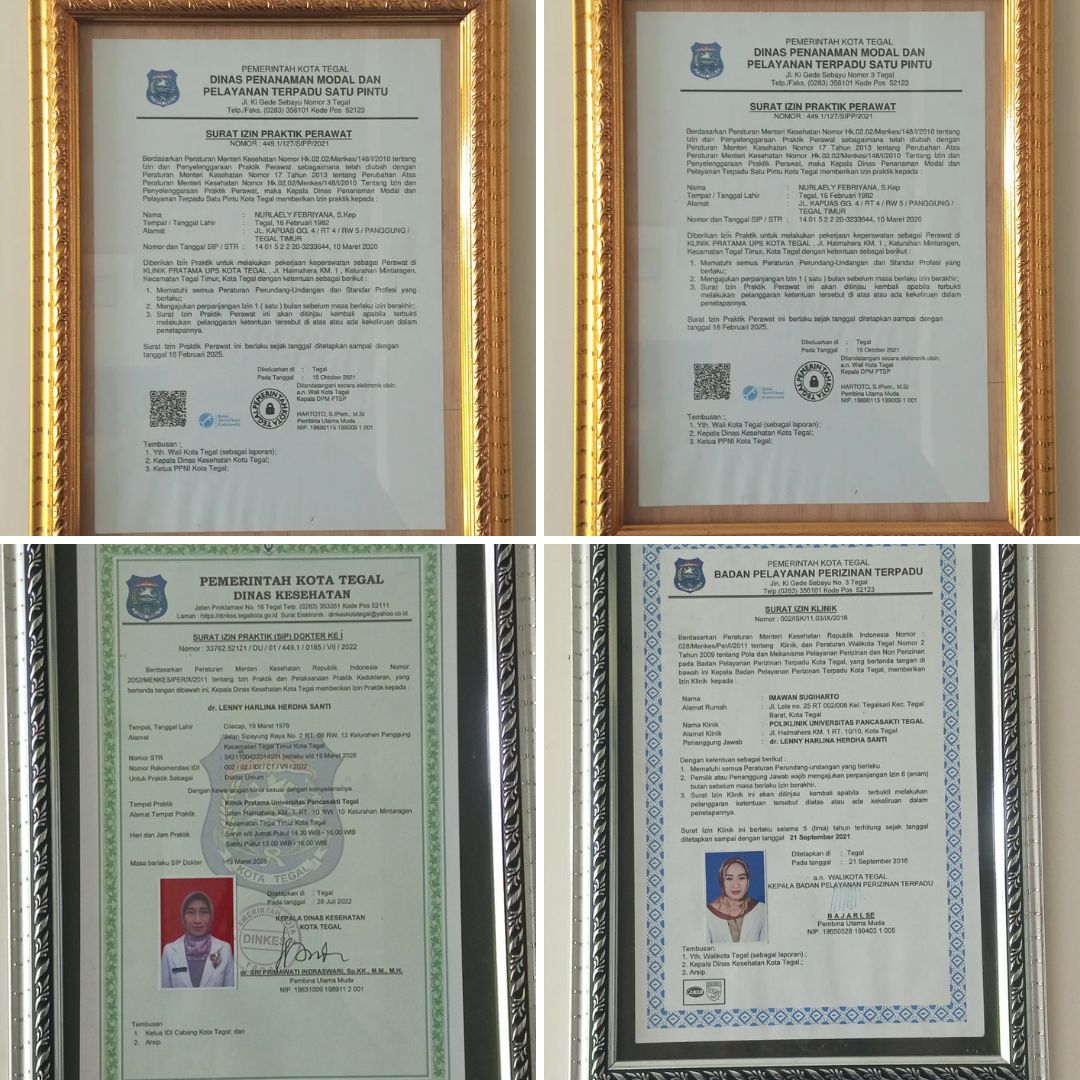 PEMERINTAH KOTA TEGAL
DINAS PENANAMAN MODAL DAN
PELAYANAN TERPADU SATU PINTU
Jl. Ki Gede Sebayu Nomor 3 Tegal
Telp./Faks. (0283) 356101 Kode Pos 52123
SURAT IZIN PRAKTIK PERAWAT
NOMOR : 449.1/127/SIPP/2021
Berdasarkan Peraturan Menteri Kesehatan Nomor Hk.02.02/Menkes/148/I/2010 tentang
Izin dan Penyelenggaraan Praktik Perawat sebagaimana telah diubah dengan
Peraturan Menteri Kesehatan Nomor 17 Tahun 2013 tentang Perubahan Atas
Peraturan Menteri Kesehatan Nomor Hk.02.02/Menkes/148/I/2010 Tentang Izin dan
Penyelenggaraan Praktik Perawat, maka Kepala Dinas Penanaman Modal dan
Pelayanan Terpadu Satu Pintu Kota Tegal memberikan izin praktik kepada :
Nama : NURLAELY FEBRIYANA, S.Kep
Tempat / Tanggal Lahir : Tegal, 16 Februari 1982
Alamat : JL. KAPUAS GG. 4 / RT 4 / RW 5 / PANGGUNG /
TEGAL TIMUR
Nomor dan Tanggal SIP / STR : 14 01 5 2 2 20-3233644, 10 Maret 2020
Diberikan Izin Praktik untuk melakukan pekerjaan keperawatan sebagai Perawat di
KLINIK PRATAMA UPS KOTA TEGAL , Jl. Halmahera KM. 1 , Kelurahan Mintaragen,
Kecamatan Tegal Timur, Kota Tegal dengan ketentuan sebagai berikut :
1. Mematuhi semua Peraturan Perundang-Undangan dan Standar Profesi yang
berlaku;
2. Mengajukan perpanjangan Izin 1 ( satu ) bulan sebelum masa berlaku izin berakhir;
3. Surat Izin Praktik Perawat ini akan ditinjau kembali apabila terbukti
melakukan pelanggaran ketentuan tersebut di atas atau ada kekeliruan dalam
penetapannya.
Surat Izin Praktik Perawat ini berlaku sejak tanggal ditetapkan sampai dengan
tanggal 16 Februari 2025.
Dikeluarkan di : Tegal
Pada Tanggal : 15 Oktober 2021
Ditandatangani secara elektronik oleh:
a.n. Wali Kota Tegal
Kepala DPM PTSP
Balai
Sertifikasi
Elektronik
PEMERINTAH KOTA TEGAL
HARTOTO, S.IPem., M.Si
Pembina Utama Muda
NIP. 19690115 199009 1 001
Tembusan :
1. Yth. Wali Kota Tegal (sebagai laporan);
2. Kepala Dinas Kesehatan Kota Tegal;
3. Ketua PPNI Kota Tegal;
PEMERINTAH KOTA TEGAL
DINAS PENANAMAN MODAL DAN
PELAYANAN TERPADU SATU PINTU
Jl. Ki Gede Sebayu Nomor 3 Tegal
Telp./Faks. (0283) 356101 Kode Pos 52123
SURAT IZIN PRAKTIK PERAWAT
NOMOR : 449.1/127/SIPP/2021
Berdasarkan Peraturan Menteri Kesehatan Nomor Hk.02.02/Menkes/148/I/2010 tentang
Izin dan Penyelenggaraan Praktik Perawat sebagaimana telah diubah dengan
Peraturan Menteri Kesehatan Nomor 17 Tahun 2013 tentang Perubahan Atas
Peraturan Menteri Kesehatan Nomor Hk.02.02/Menkes/148/I/2010 Tentang Izin dan
Penyelenggaraan Praktik Perawat, maka Kepala Dinas Penanaman Modal dan
Pelayanan Terpadu Satu Pintu Kota Tegal memberikan izin praktik kepada :
Nama : NURLAELY FEBRIYANA, S.Kep
Tempat / Tanggal Lahir : Tegal, 16 Februari 1982
Alamat : JL. KAPUAS GG. 4 / RT 4 / RW 5 / PANGGUNG /
TEGAL TIMUR
Nomor dan Tanggal SIP / STR : 14 01 5 2 2 20-3233644, 10 Maret 2020
Diberikan Izin Praktik untuk melakukan pekerjaan keperawatan sebagai Perawat di
KLINIK PRATAMA UPS KOTA TEGAL , Jl. Halmahera KM. 1 , Kelurahan Mintaragen,
Kecamatan Tegal Timur, Kota Tegal dengan ketentuan sebagai berikut :
1. Mematuhi semua Peraturan Perundang-Undangan dan Standar Profesi yang
berlaku;
2. Mengajukan perpanjangan Izin 1 ( satu ) bulan sebelum masa berlaku izin berakhir;
3. Surat Izin Praktik Perawat ini akan ditinjau kembali apabila terbukti
melakukan pelanggaran ketentuan tersebut di atas atau ada kekeliruan dalam
penetapannya.
Surat Izin Praktik Perawat ini berlaku sejak tanggal ditetapkan sampai dengan
tanggal 16 Februari 2025.
Dikeluarkan di : Tegal
Pada Tanggal : 15 Oktober 2021
Ditandatangani secara elektronik oleh:
a.n. Wali Kota Tegal
Kepala DPM PTSP
Balai
Sertifikasi
Elektronik
PEMERINTAH KOTA TEGAL
HARTOTO, S.IPem., M.Si
Pembina Utama Muda
NIP. 19690115 199009 1 001
Tembusan :
1. Yth. Wali Kota Tegal (sebagai laporan);
2. Kepala Dinas Kesehatan Kota Tegal;
3. Ketua PPNI Kota Tegal;
PEMERINTAH KOTA TEGAL
DINAS KESEHATAN
Jalan Proklamasi No. 16 Tegal Telp. (0283) 353351 Kode Pos 52111
Laman : https://dinkes.tegalkota.go.id Surat Elektronik : dinkeskotategal@yahoo.co.id
SURAT IZIN PRAKTIK (SIP) DOKTER KE I
Nomor : 33762.52121 / DU / 01 / 449.1 / 0185 / VII / 2022
Berdasarkan Peraturan Menteri Kesehatan Republik Indonesia Nomor
2052/MENKES/PER/X/2011 tentang Izin Praktik dan Pelaksanaan Praktik Kedokteran, yang
bertanda tangan dibawah ini, Kepala Dinas Kesehatan Kota Tegal memberikan Izin Praktik kepada :
dr. LENNY HARLINA HERDHA SANTI
Tempat, Tanggal Lahir : Cilacap, 19 Maret 1976
Alamat : Jalan Sipayung Raya No. 2 RT. 09 RW. 12 Kelurahan Panggung
Kecamatan Tegal Timur Kota Tegal
Nomor STR : berlaku s/d 19 Maret 2028
Nomor Rekomendasi IDI : 002 / 02 / IDI / CT / VII / 2022
Untuk Praktik Sebagai : Dokter Umum
Dengan kewenangan klinis sesuai dengan kompetensinya.
Tempat Praktik : Klinik Pratama Universitas Pancasakti Tegal
Alamat Tempat Praktik : Jalan Halmahera KM. 1 RT. 10 RW. 10 Kelurahan Mintaragen
Kecamatan Tegal Timur Kota Tegal
Hari dan Jam Praktik : Senin s/d Jumat Pukul 14.30 WIB - 16.00 WIB
Sabtu Pukul 13.00 WIB - 16.00 WIB
Masa berlaku SIP Dokter : 19 Maret 2028
KOTA TEGAL
Ditetapkan di : Tegal
Pada tanggal : 28 Juli 2022
KEPALA DINAS KESEHATAN
KOTA TEGAL
DINKES
dr. SRI PRIMAWATI INDRASWARI, Sp.KK., M.M., M.H.
Pembina Utama Muda
NIP. 19631009 198911 2 001
Tembusan :
1. Ketua IDI Cabang Kota Tegal; dan
2. Arsip.
PEMERINTAH KOTA TEGAL
BADAN PELAYANAN PERIZINAN TERPADU
Jln. Ki Gede Sebayu No. 3 Tegal
Telp.(0283) 356101 Kode Pos 52123
SURAT IZIN KLINIK
Nomor : 002/ISK/11.03/IX/2016
Berdasarkan Peraturan Menteri Kesehatan Republik Indonesia Nomor :
028/Menkes/Per/I/2011 tentang Klinik, dan Peraturan Walikota Tegal Nomor 2
Tahun 2009 tentang Pola dan Mekanisme Pelayanan Perizinan dan Non Perizinan
pada Badan Pelayanan Perizinan Terpadu Kota Tegal, yang bertanda tangan di
bawah ini Kepala Badan Pelayanan Perizinan Terpadu Kota Tegal, memberikan
Izin Klinik kepada :
Nama : IMAWAN SUGIHARTO
Alamat Rumah : Jl. Lele no. 25 RT 002/006 Kel. Tegalsari Kec. Tegal
Barat, Kota Tegal
Nama Klinik : POLIKLINIK UNIVERSITAS PANCASAKTI TEGAL
Alamat Klinik : Jl. Halmahera KM. 1 RT. 10/10, Kota Tegal
Penanggung Jawab : dr. LENNY HARLINA HERDHA SANTI
Dengan ketentuan sebagai berikut :
1. Mematuhi semua Peraturan Perundang-undangan yang berlaku.
2. Pemilik atau Penanggung Jawab wajib mengajukan perpanjangan Izin 6 (enam)
bulan sebelum masa berlaku izin berakhir.
3. Surat Izin Klinik ini akan ditinjau kembali apabila terbukti melakukan
pelanggaran ketentuan tersebut diatas atau ada kekeliruan dalam
penetapannya.
Surat Izin Klinik ini berlaku selama 5 (lima) tahun terhitung sejak tanggal
ditetapkan sampai dengan tanggal 21 September 2021
Ditetapkan di : Tegal
Pada tanggal : 21 September 2016
a.n. WALIKOTA TEGAL
KEPALA BADAN PELAYANAN PERIZINAN TERPADU
B A J A R I, SE
Pembina Utama Muda
NIP. 19650528 199403 1 005
Tembusan:
1. Yth. Walikota Tegal (sebagai laporan).;
2. Kepala Dinas Kesehatan Kota Tegal.;
3. Arsip.